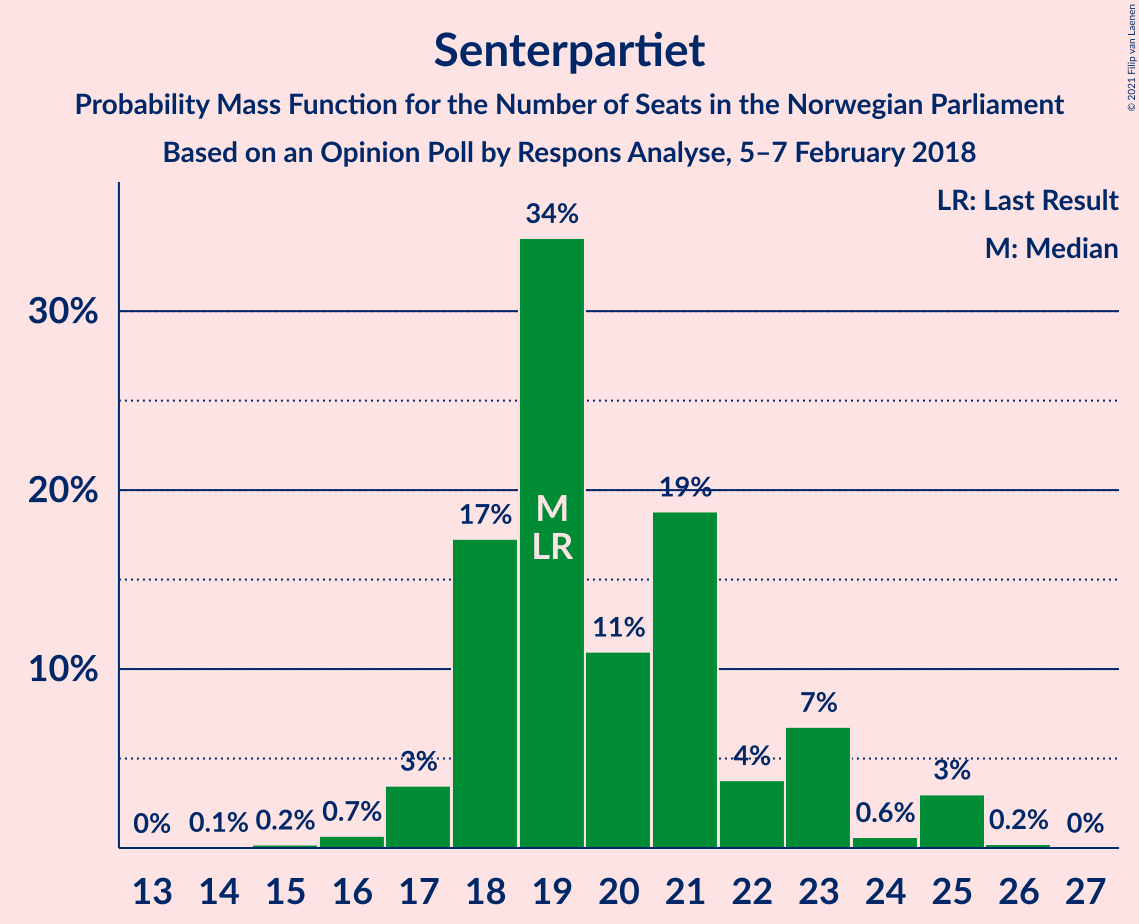 Senterpartiet
Probability Mass Function for the Number of Seats in the Norwegian Parliament
Based on an Opinion Poll by Respons Analyse, 5–7 February 2018
© 2021 Filip van Laenen
LR: Last Result
M: Median
30%
20%
10%
0%
0.1%
0.2%
0.7%
3%
17%
34%
M
LR
11%
19%
4%
7%
0.6%
3%
0.2%
0%
13 14 15 16 17 18 19 20 21 22 23 24 25 26 27